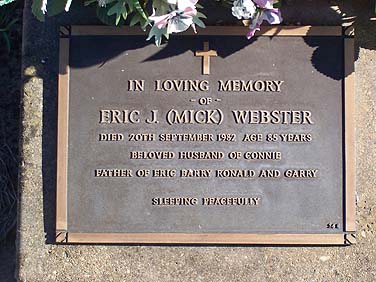 IN LOVING MEMORY
- OF -
ERIC J. (MICK) WEBSTER
DIED 20TH SEPTEMBER 1982 AGE 85 YEARS
BELOVED HUSBAND OF CONNIE
FATHER OF ERIC BARRY RONALD AND GARRY
SLEEPING PEACEFULLY